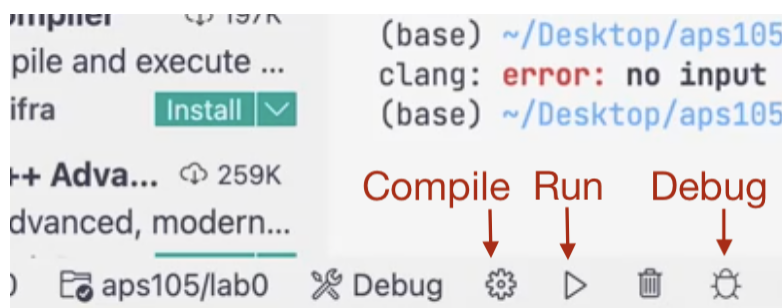 197K
(base) ~/Desktop/aps105
pile and execute ...
clang: error: no input
ifra
Install
(base) ~/Desktop/aps105
++ Adva... 259K
Compile Run Debug
dvanced, modern...
aps105/lab0 Debug